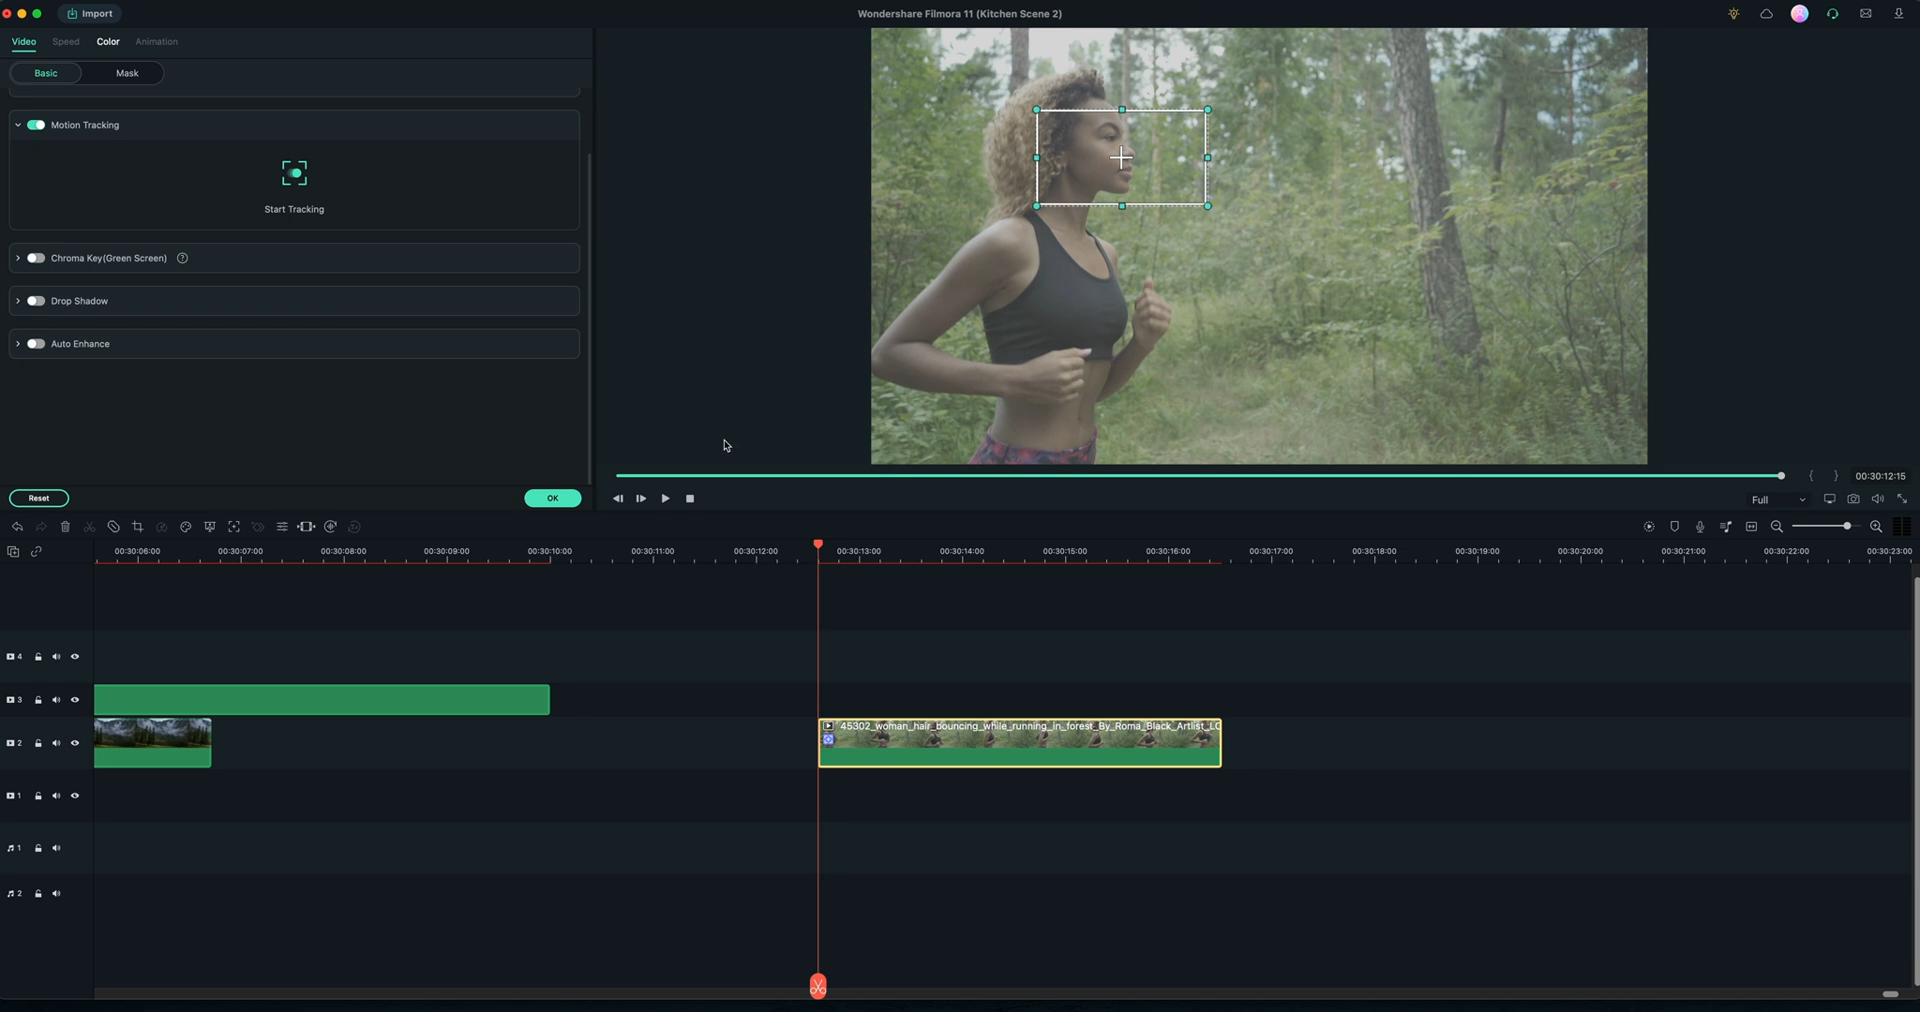 Import
Wondershare Filmora 11 (Kitchen Scene 2)
Video Speed Color Animation
Basic Mask
Motion Tracking
Start Tracking
Chroma Key(Green Screen) ?
Drop Shadow
Auto Enhance
Reset OK
{ } 00:30:12:15
Full
00:30:06:00 00:30:07:00 00:30:08:00 00:30:09:00 00:30:10:00 00:30:11:00 00:30:12:00 00:30:13:00 00:30:14:00 00:30:15:00 00:30:16:00 00:30:17:00 00:30:18:00 00:30:19:00 00:30:20:00 00:30:21:00 00:30:22:00 00:30:23:00
4
3
2
45302_woman_hair_bouncing_while_running_in_forest_By_Roma_Black_Artlist_LC
1
1
2